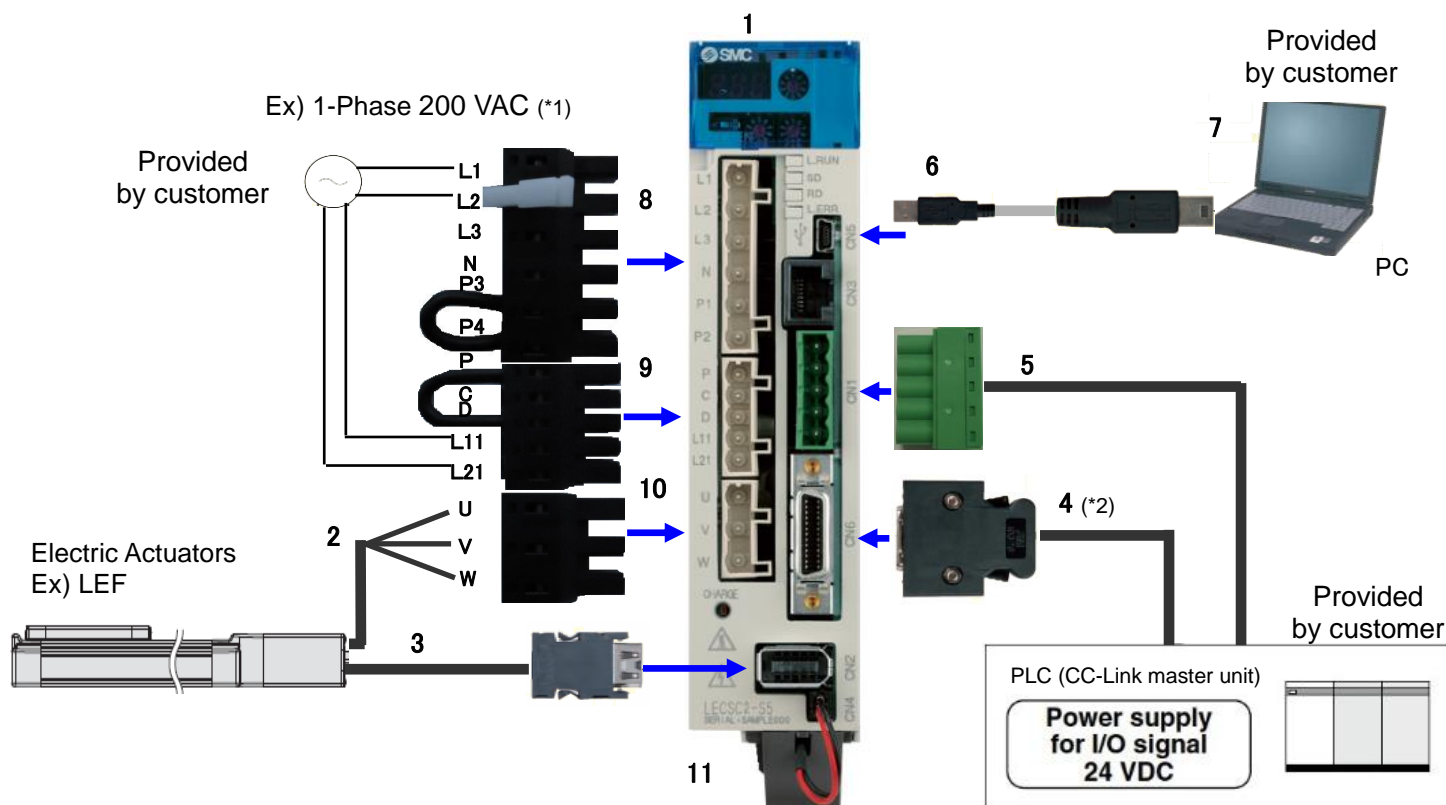 1
SMC
Provided
by customer
Ex) 1-Phase 200 VAC (*1)
Provided
by customer
L1
L2
L3
N
P3
P4
P
C
D
L11
L21
U
V
W
8
9
10
2
3
Electric Actuators
Ex) LEF
L1
L2
L3
N
P1
P2
P
C
D
L11
L21
U
V
W
CHARGE
L.RUN
SD
RD
L.ERR
CN5
CN3
CN1
CN6
CN2
CN4
LECSC2-S5
SERIAL:SAMPLE000
11
6
7
PC
5
4 (*2)
Provided
by customer
PLC (CC-Link master unit)
Power supply
for I/O signal
24 VDC